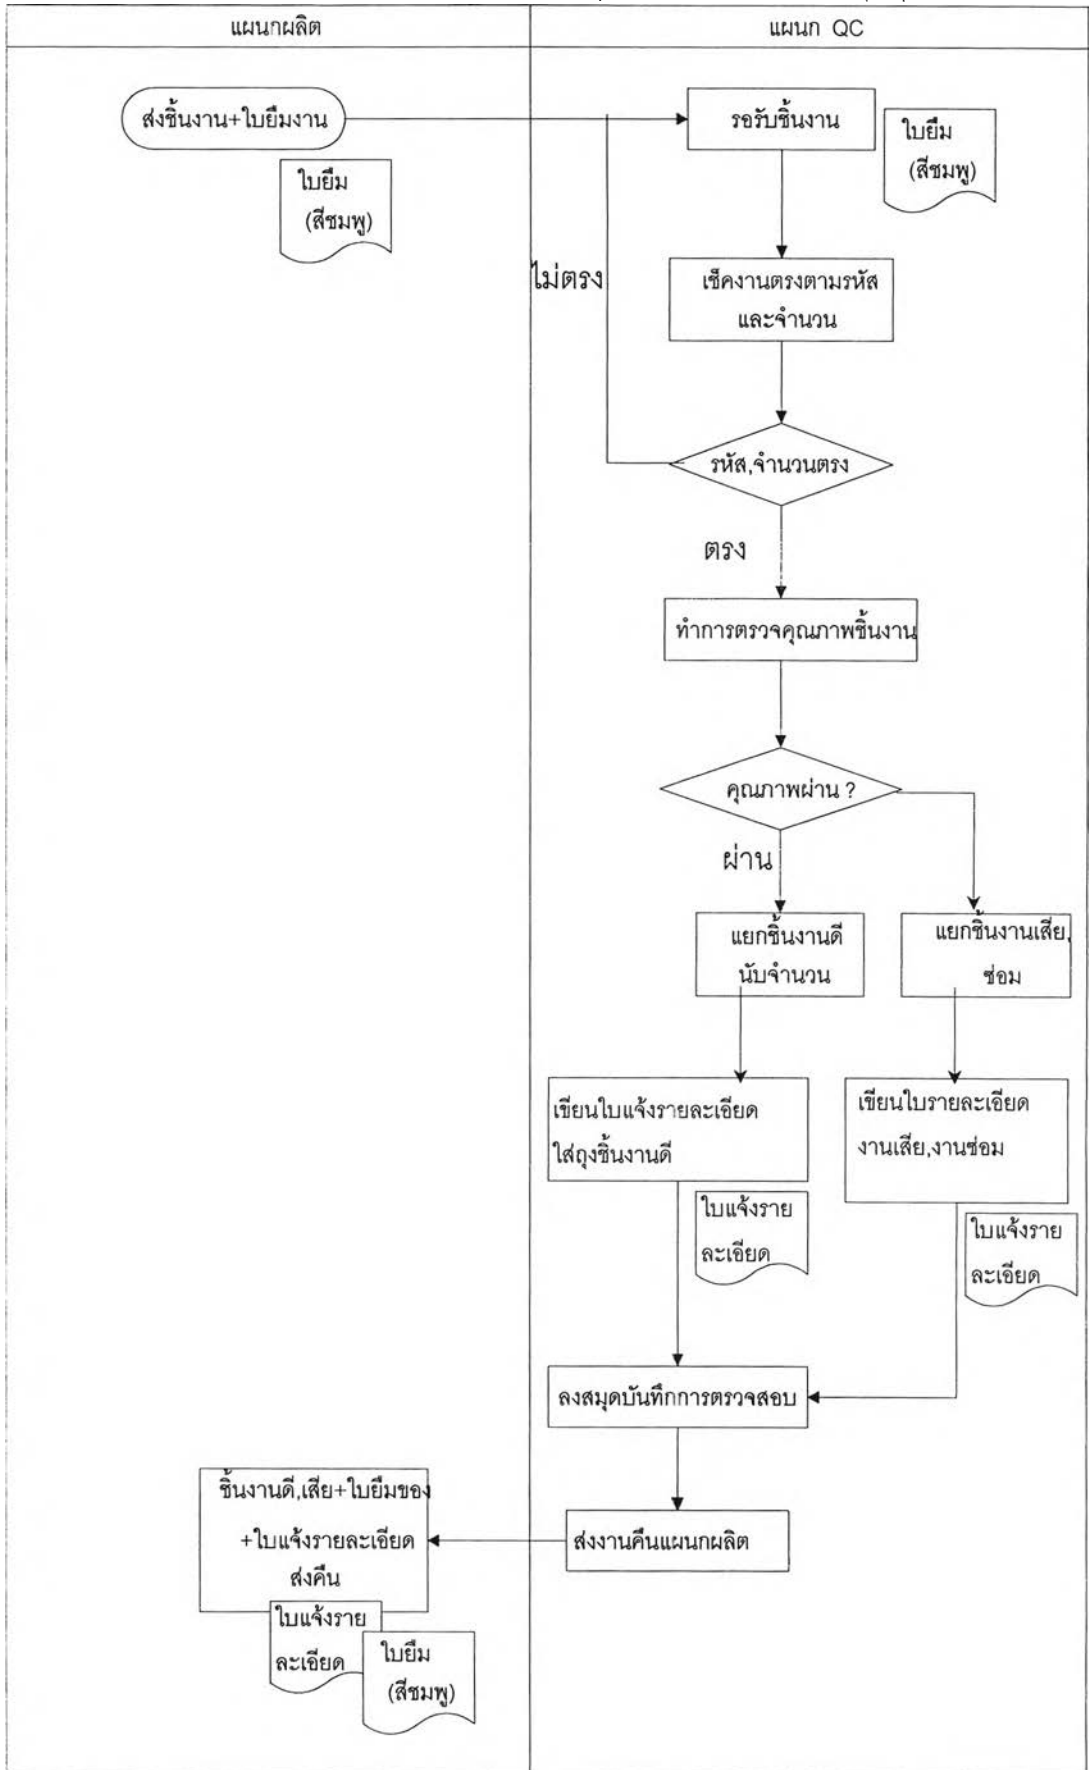 แผนกผลิต
แผนก QC
ส่งชิ้นงาน+ใบยืมงาน
ใบยืม
(สีชมพู)
รอรับชิ้นงาน
ใบยืม
(สีชมพู)
ไม่ตรง
เช็คงานตรงตามรหัส
และจำนวน
รหัส,จำนวนตรง
ตรง
ทำการตรวจคุณภาพชิ้นงาน
คุณภาพผ่าน ?
ผ่าน
แยกชิ้นงานดี
นับจำนวน
แยกชิ้นงานเสีย,
ซ่อม
เขียนใบแจ้งรายละเอียด
ใส่ถุงชิ้นงานดี
เขียนใบรายละเอียด
งานเสีย,งานซ่อม
ใบแจ้งราย
ละเอียด
ใบแจ้งราย
ละเอียด
ลงสมุดบันทึกการตรวจสอบ
ส่งงานคืนแผนกผลิต
ชิ้นงานดี,เสีย+ใบยืมของ
+ใบแจ้งรายละเอียด
ส่งคืน
ใบแจ้งราย
ละเอียด
ใบยืม
(สีชมพู)